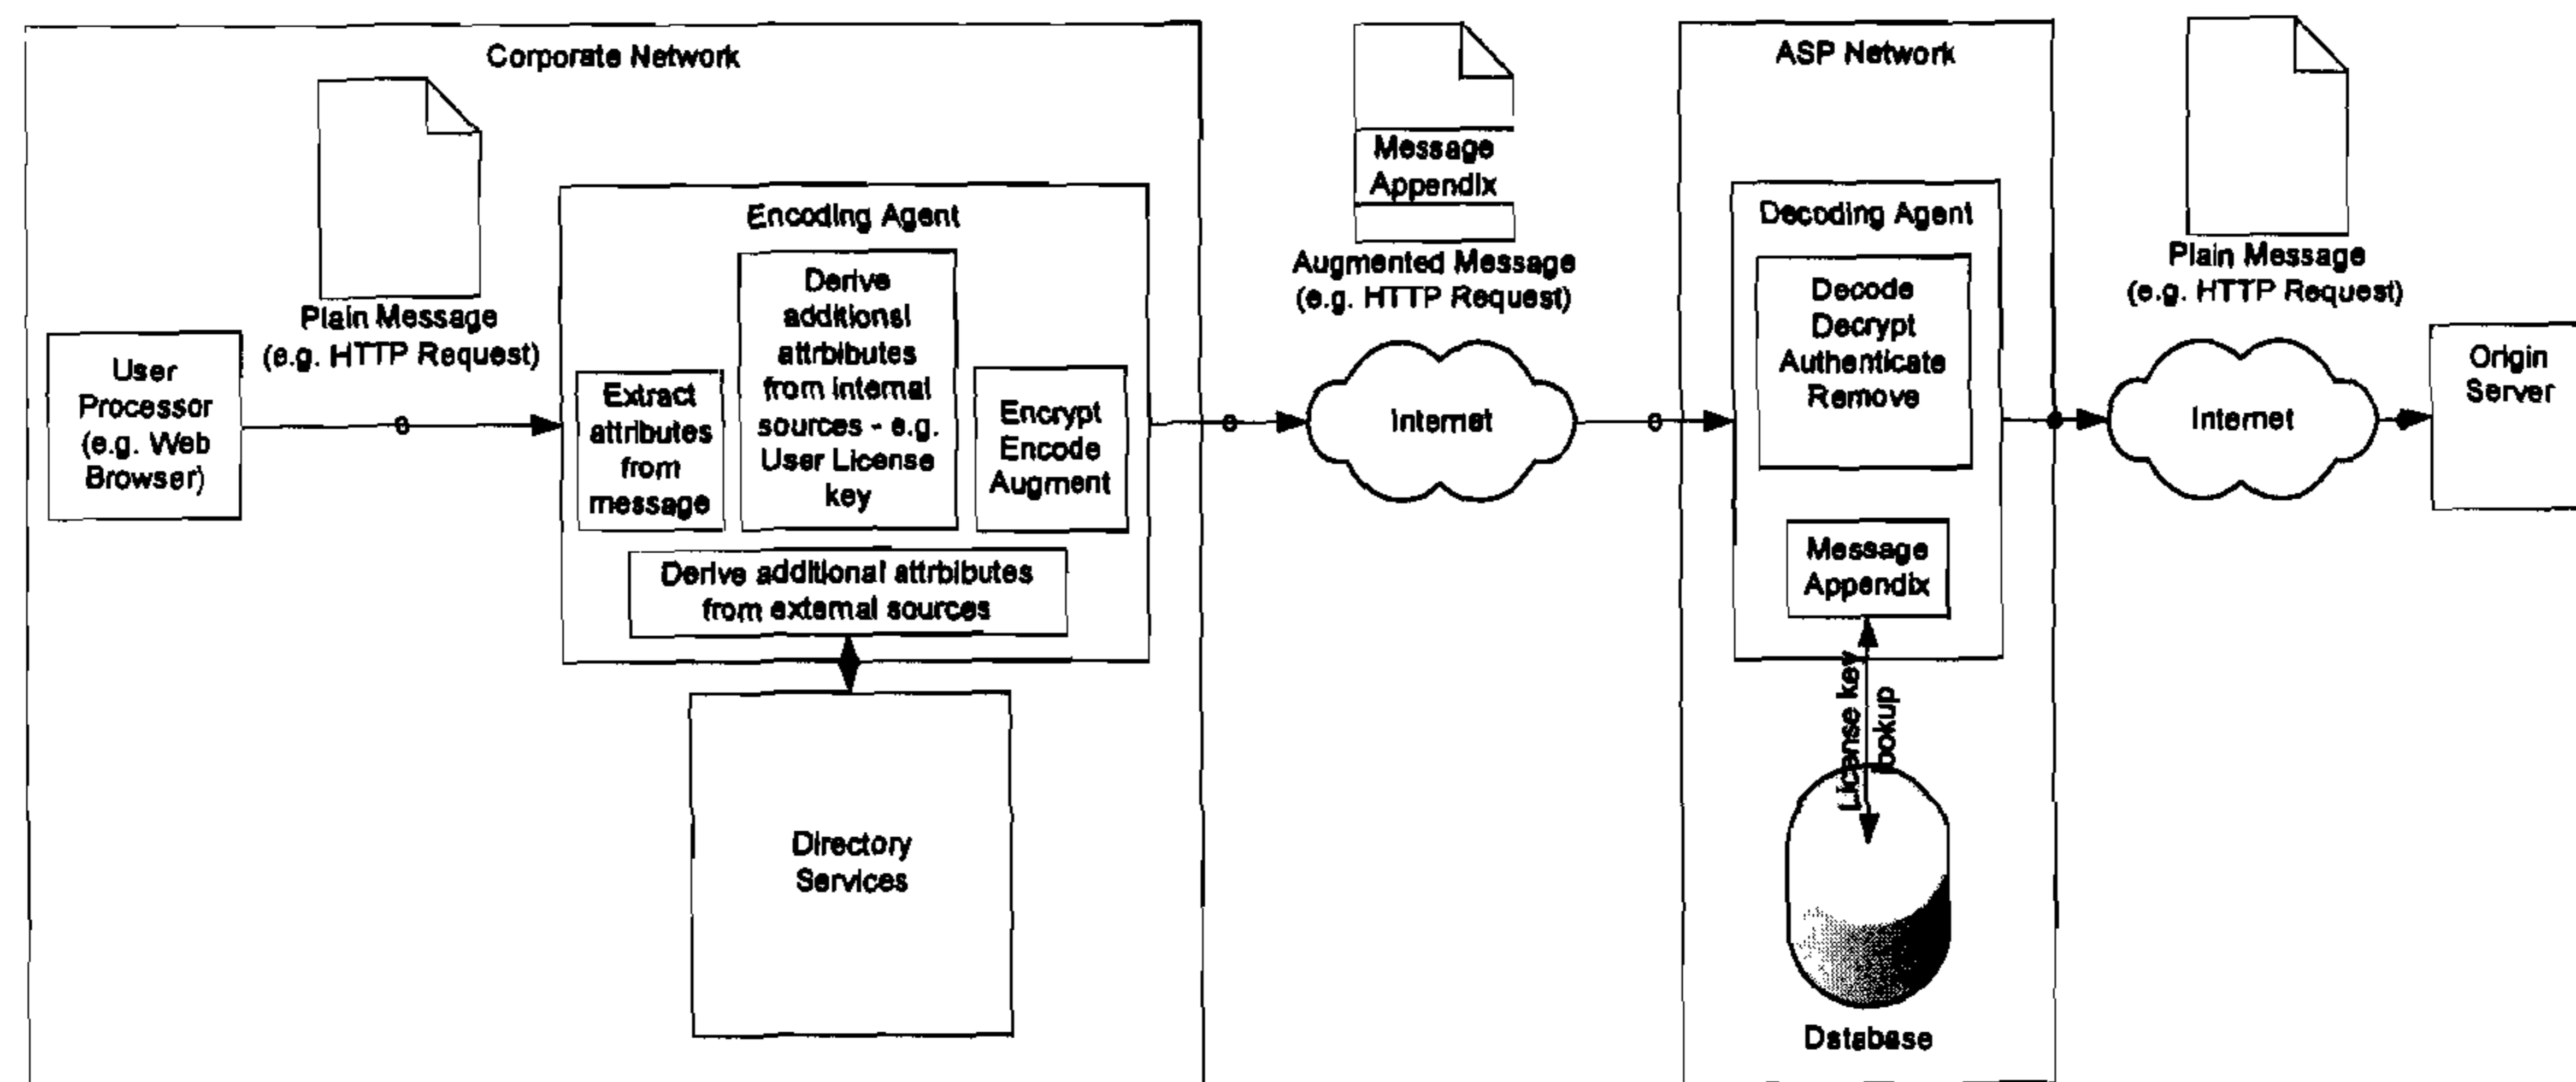 Corporate Network
Plain Message
(e.g. HTTP Request)
User
Processor
(e.g. Web
Browser)
Encoding Agent
Extract
attributes
from
message
Derive
additional
attrbibutes
from internal
sources - e.g.
User License
key
Encrypt
Encode
Augment
Derive additional attrbibutes
from external sources
Directory
Services
Message
Appendix
Augmented Message
(e.g. HTTP Request)
Internet
ASP Network
Decoding Agent
Decode
Decrypt
Authenticate
Remove
Message
Appendix
License key
lookup
Database
Plain Message
(e.g. HTTP Request)
Internet
Origin
Server